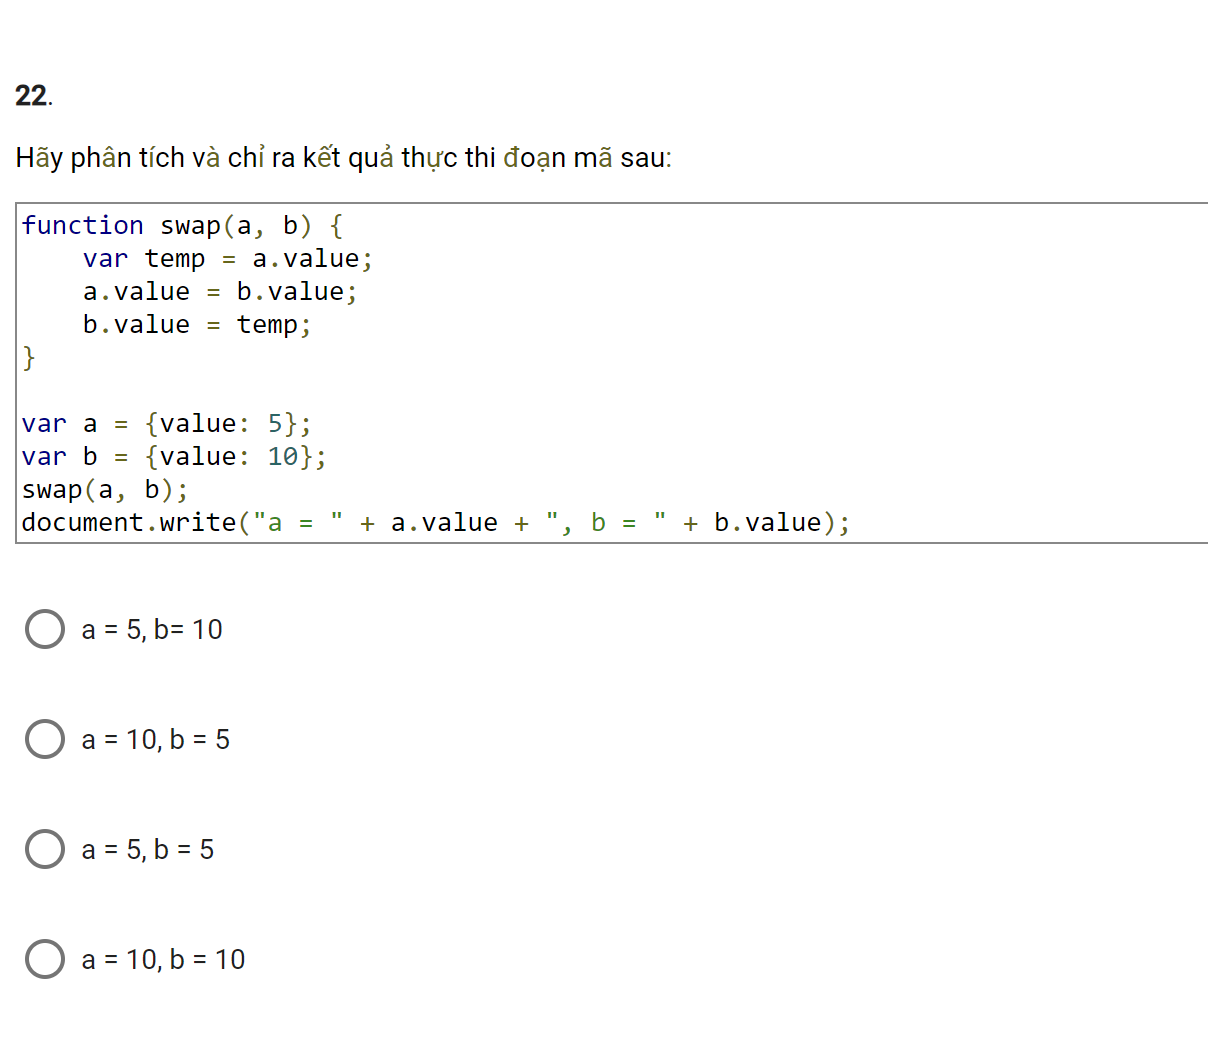 22.
Hãy phân tích và chỉ ra kết quả thực thi đoạn mã sau:
function swap(a, b) {
    var temp = a.value;
    a.value = b.value;
    b.value = temp;
}
var a = {value: 5};
var b = {value: 10};
swap(a, b);
document.write("a = " + a.value + ", b = " + b.value);
a = 5, b= 10
a = 10, b = 5
a = 5, b = 5
a = 10, b = 10